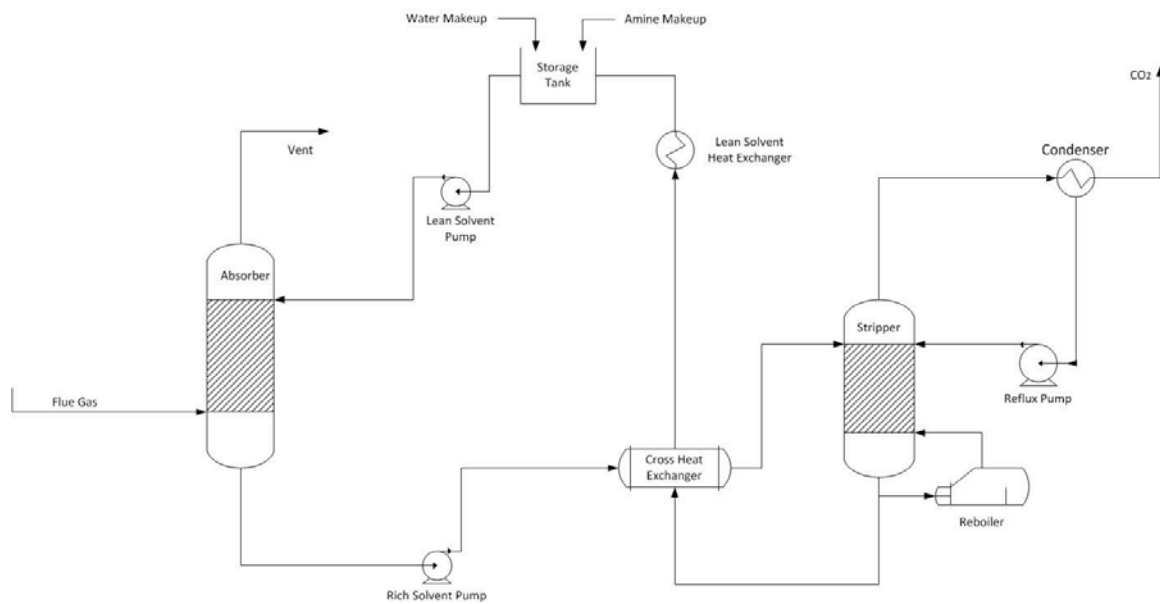 Water Makeup
Amine Makeup
Storage
Tank
CO₂
Lean Solvent
Heat Exchanger
Condenser
Vent
Lean Solvent
Pump
Absorber
Stripper
Flue Gas
Reflux Pump
Cross Heat
Exchanger
Reboiler
Rich Solvent Pump